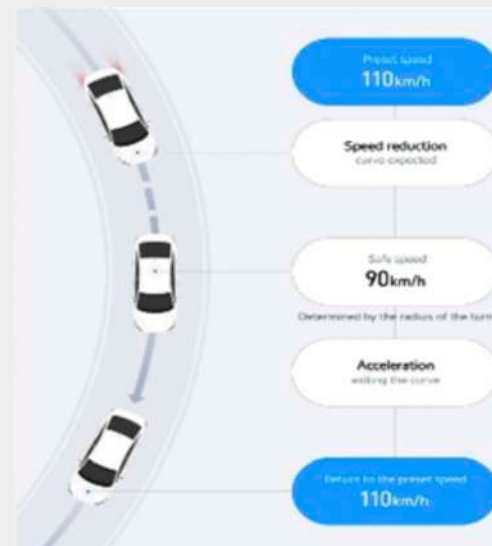 Preset speed
110km/h
Speed reduction
curve expected
Safe speed
90km/h
Determined by the radius of the turn
Acceleration
exiting the curve
Return to the preset speed
110km/h